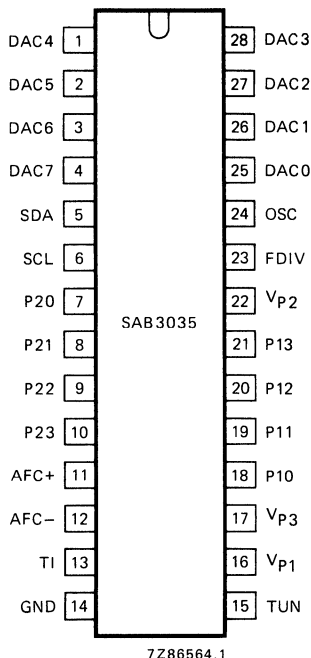 DAC4 1 28 DAC3
DAC5 2 27 DAC2
DAC6 3 26 DAC1
DAC7 4 25 DAC0
SDA 5 24 OSC
SCL 6 23 FDIV
P20 7 22 VP2
P21 8 21 P13
SAB3035
P22 9 20 P12
P23 10 19 P11
AFC+ 11 18 P10
AFC− 12 17 VP3
TI 13 16 VP1
GND 14 15 TUN
7Z86564.1